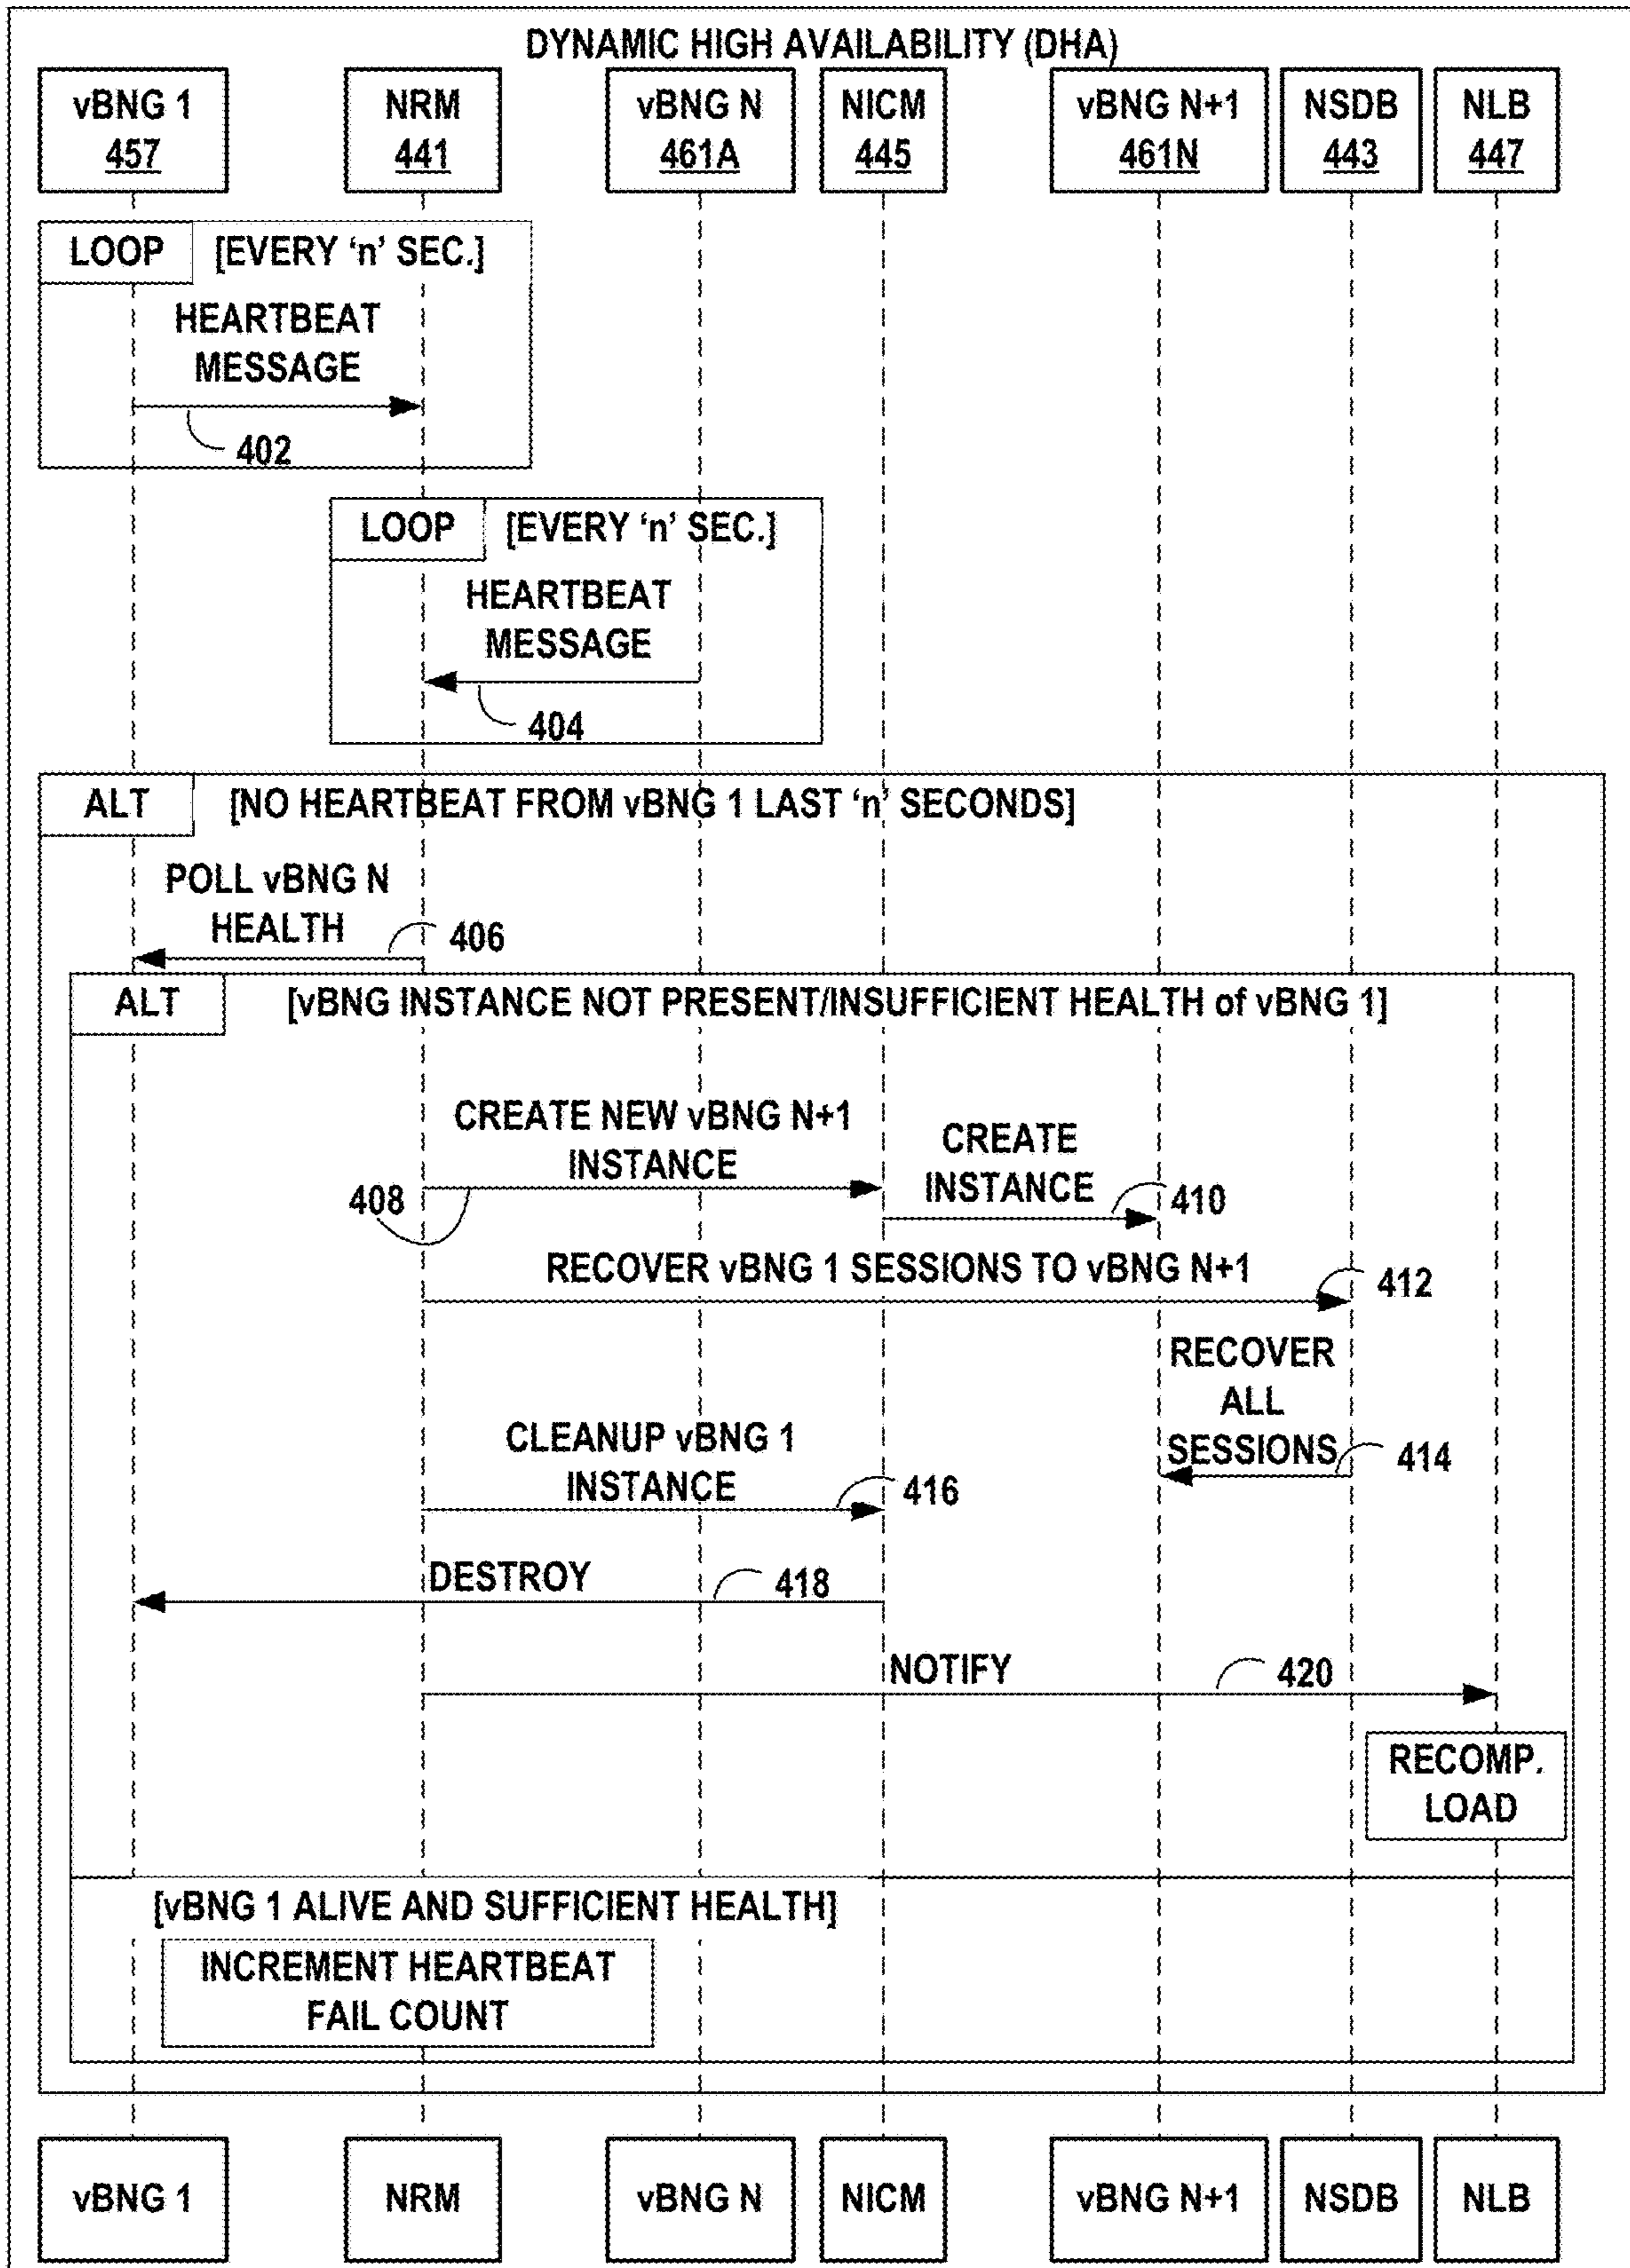 DYNAMIC HIGH AVAILABILITY (DHA)
vBNG 1
457
NRM
441
vBNG N
461A
NICM
445
vBNG N+1
461N
NSDB
443
NLB
447
LOOP
[EVERY ‘n’ SEC.]
HEARTBEAT
MESSAGE
402
LOOP
[EVERY ‘n’ SEC.]
HEARTBEAT
MESSAGE
404
ALT
[NO HEARTBEAT FROM vBNG 1 LAST ‘n’ SECONDS]
POLL vBNG N
HEALTH
406
ALT
[vBNG INSTANCE NOT PRESENT/INSUFFICIENT HEALTH of vBNG 1]
CREATE NEW vBNG N+1
INSTANCE
408
CREATE
INSTANCE
410
RECOVER vBNG 1 SESSIONS TO vBNG N+1
412
RECOVER
ALL
SESSIONS
414
CLEANUP vBNG 1
INSTANCE
416
DESTROY
418
NOTIFY
420
RECOMP.
LOAD
[vBNG 1 ALIVE AND SUFFICIENT HEALTH]
INCREMENT HEARTBEAT
FAIL COUNT
vBNG 1
NRM
vBNG N
NICM
vBNG N+1
NSDB
NLB